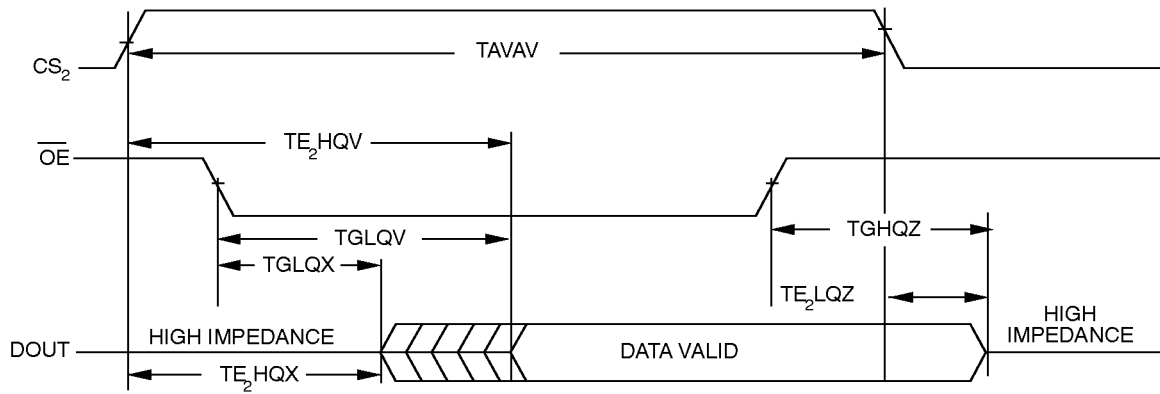 TAVAV
CS2
TE2HQV
OE
TGLQV
TGHQZ
TGLQX
TE2LQZ
HIGH IMPEDANCE
HIGH
IMPEDANCE
DOUT
DATA VALID
TE2HQX